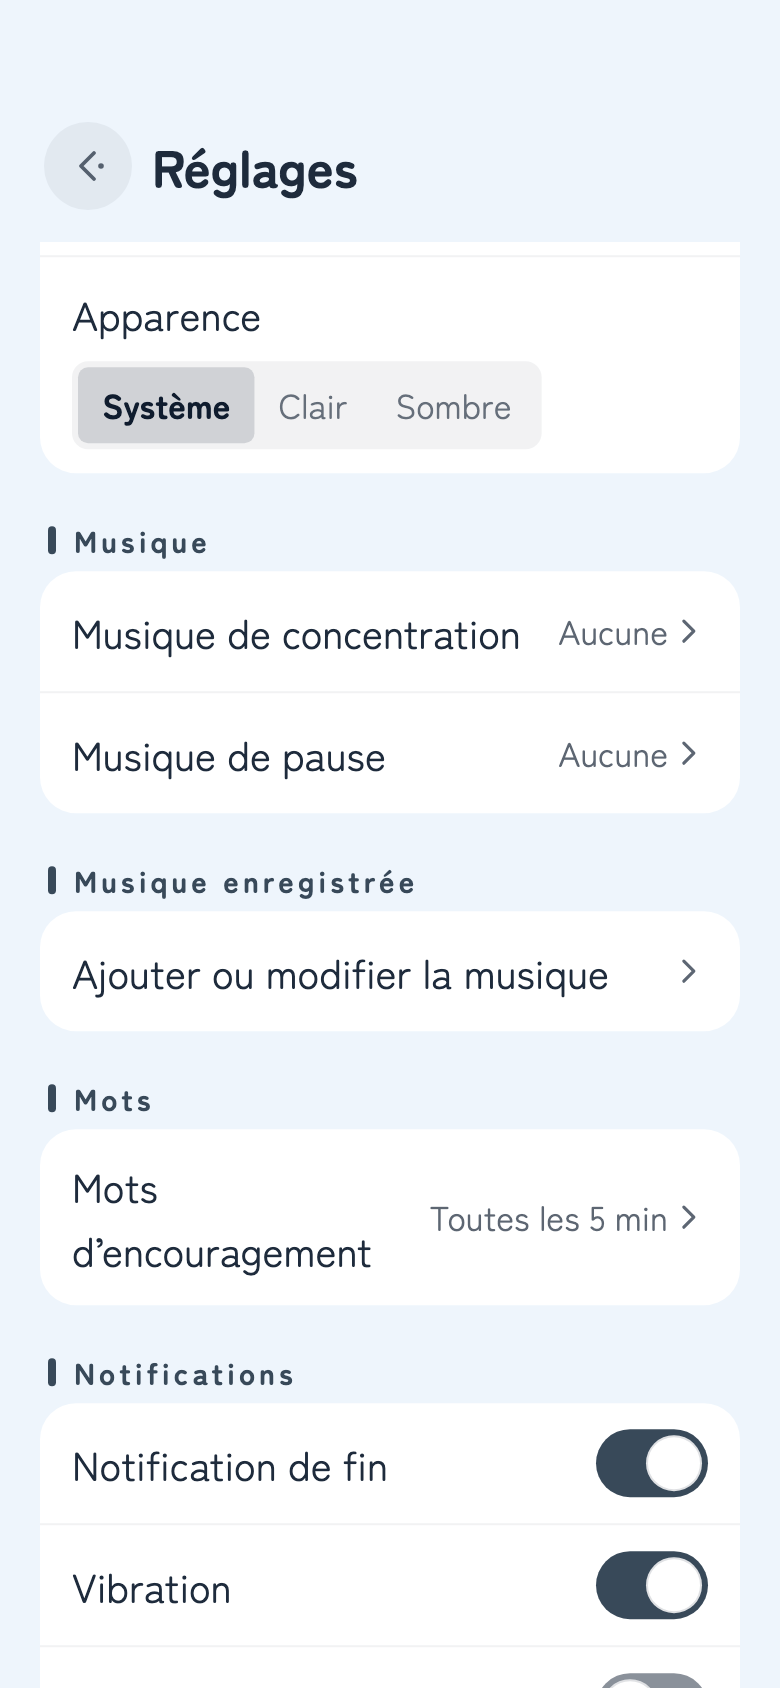 Réglages
Apparence
Système Clair Sombre
Musique
Musique de concentration Aucune
Musique de pause Aucune
Musique enregistrée
Ajouter ou modifier la musique
Mots
Mots
d’encouragement
Toutes les 5 min
Notifications
Notification de fin
Vibration